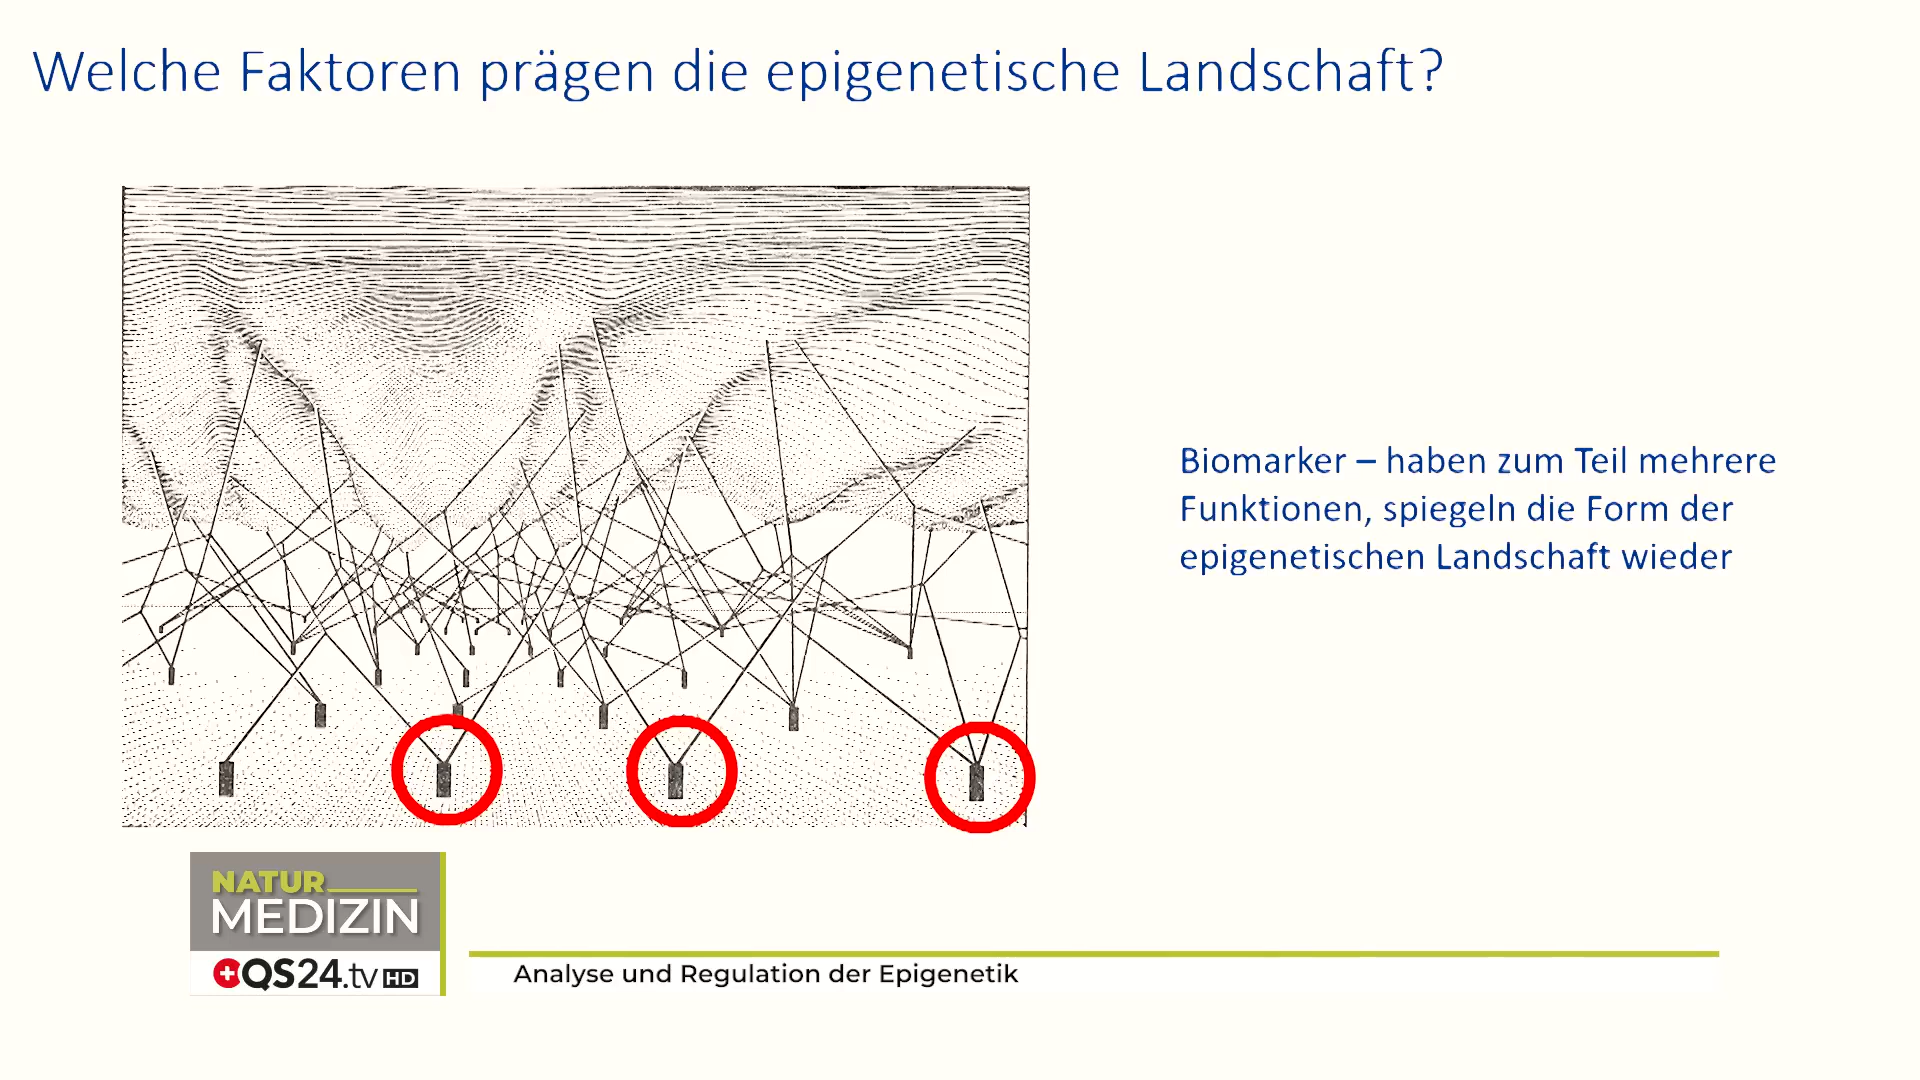 Welche Faktoren prägen die epigenetische Landschaft?
Biomarker – haben zum Teil mehrere
Funktionen, spiegeln die Form der
epigenetischen Landschaft wieder
NATUR
MEDIZIN
QS24.tv HD
Analyse und Regulation der Epigenetik